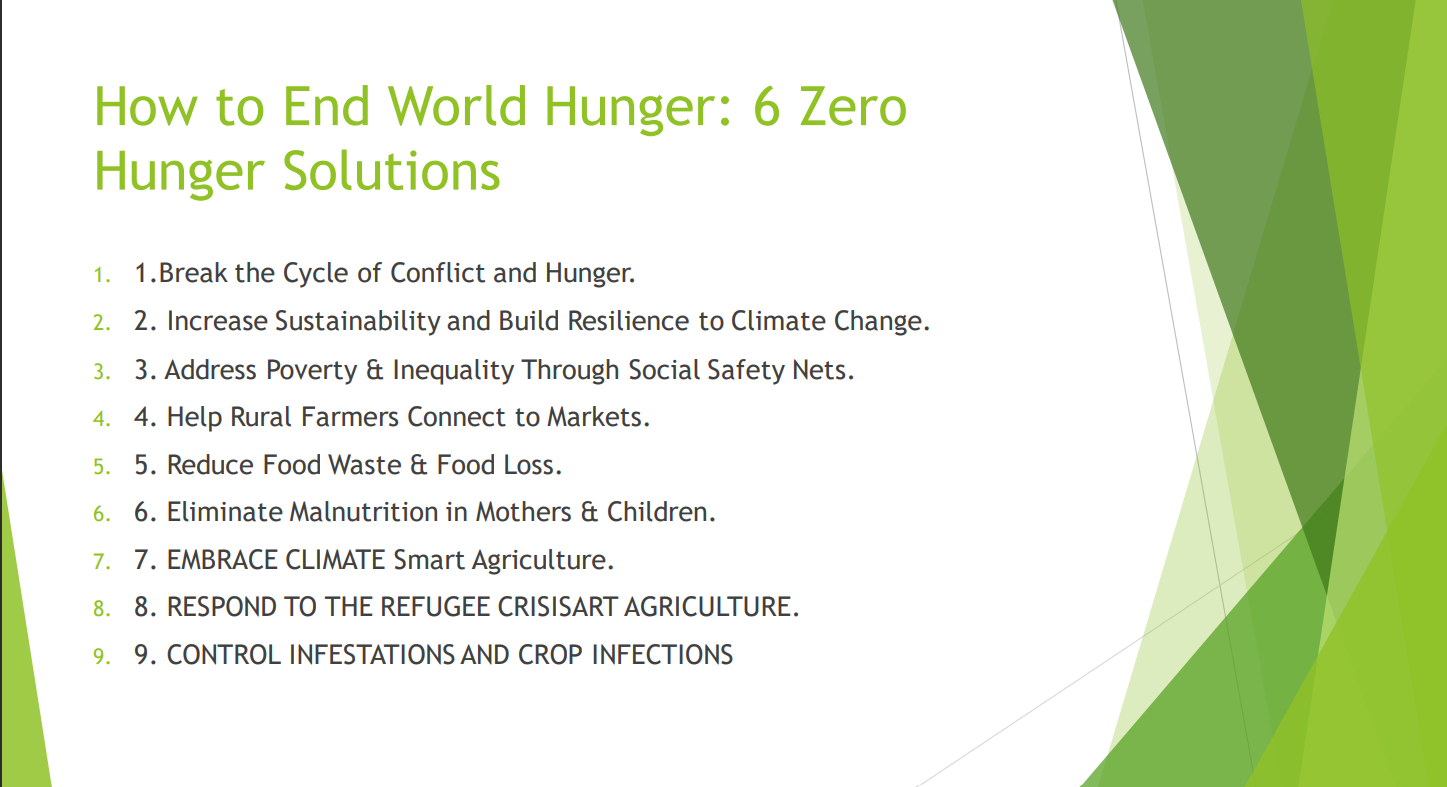 How to End World Hunger: 6 Zero
Hunger Solutions
1. 1.Break the Cycle of Conflict and Hunger.
2. 2. Increase Sustainability and Build Resilience to Climate Change.
3. 3. Address Poverty & Inequality Through Social Safety Nets.
4. 4. Help Rural Farmers Connect to Markets.
5. 5. Reduce Food Waste & Food Loss.
6. 6. Eliminate Malnutrition in Mothers & Children.
7. 7. EMBRACE CLIMATE Smart Agriculture.
8. 8. RESPOND TO THE REFUGEE CRISISART AGRICULTURE.
9. 9. CONTROL INFESTATIONS AND CROP INFECTIONS